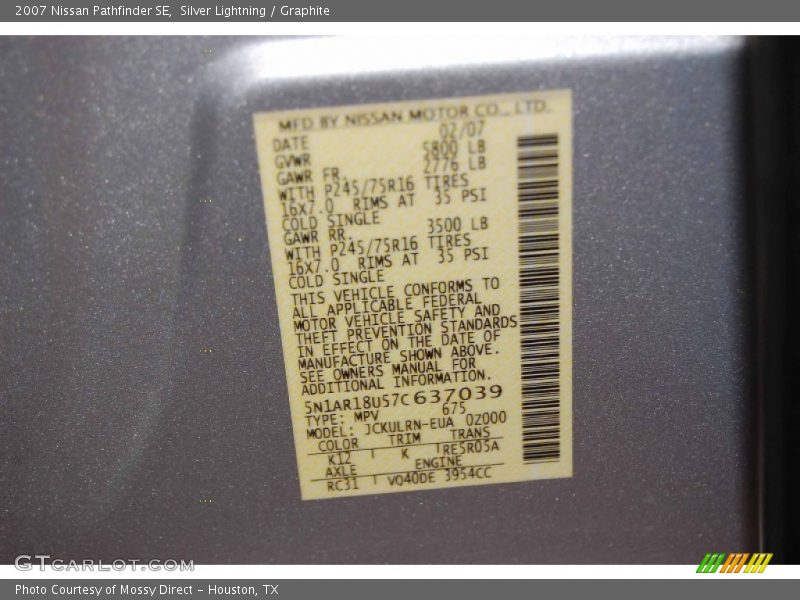 2007 Nissan Pathfinder SE,  Silver Lightning / Graphite
MFD BY NISSAN MOTOR CO., LTD.
DATE 02/07
GVWR 5800 LB
GAWR FR. 2776 LB
WITH P245/75R16 TIRES
16X7.0 RIMS AT 35 PSI
COLD SINGLE
GAWR RR. 3500 LB
WITH P245/75R16 TIRES
16X7.0 RIMS AT 35 PSI
COLD SINGLE
THIS VEHICLE CONFORMS TO
ALL APPLICABLE FEDERAL
MOTOR VEHICLE SAFETY AND
THEFT PREVENTION STANDARDS
IN EFFECT ON THE DATE OF
MANUFACTURE SHOWN ABOVE.
SEE OWNERS MANUAL FOR
ADDITIONAL INFORMATION.
5N1AR18U57C637039
TYPE: MPV 675
MODEL: JCKULRN-EUA 0Z000
COLOR TRIM TRANS
K12 K RE5R05A
AXLE ENGINE
RC31 VQ40DE 3954CC
GTcarlot.com
Photo Courtesy of Mossy Direct – Houston, TX